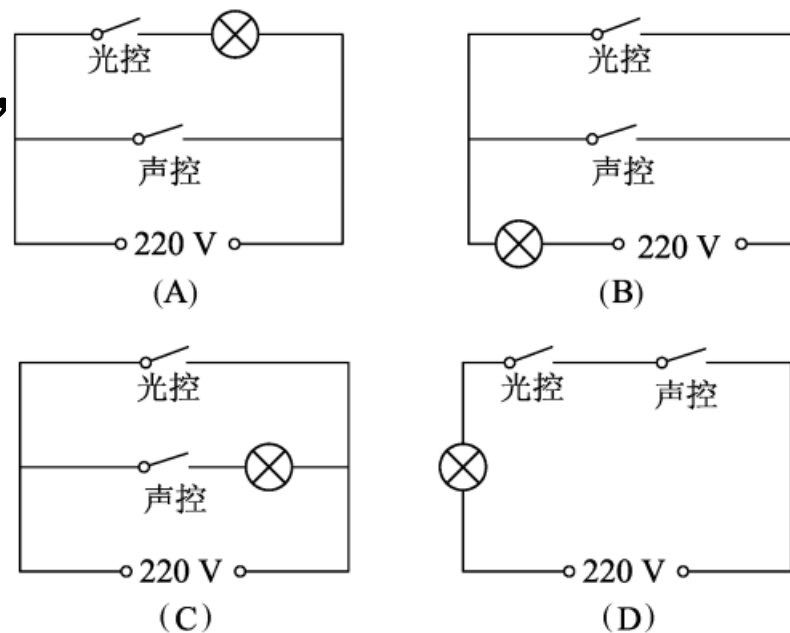 光控 光控
,
声控 声控
220 V 220 V
(A) (B)
光控 光控 声控
声控
220 V 220 V
(C) (D)